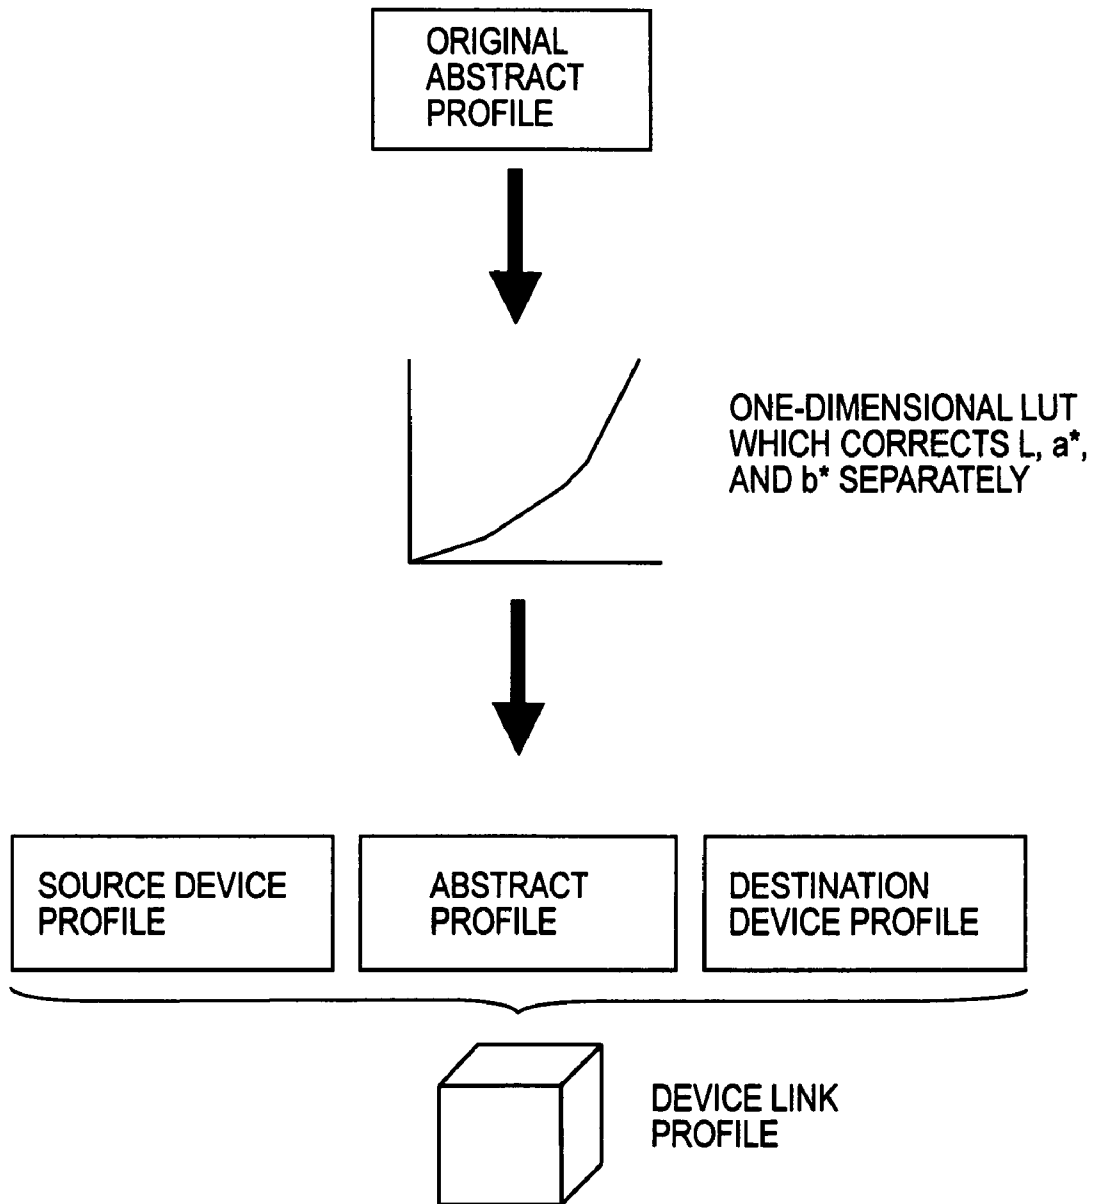 ORIGINAL
ABSTRACT
PROFILE
ONE-DIMENSIONAL LUT
WHICH CORRECTS L, a*,
AND b* SEPARATELY
SOURCE DEVICE
PROFILE
ABSTRACT
PROFILE
DESTINATION
DEVICE PROFILE
DEVICE LINK
PROFILE